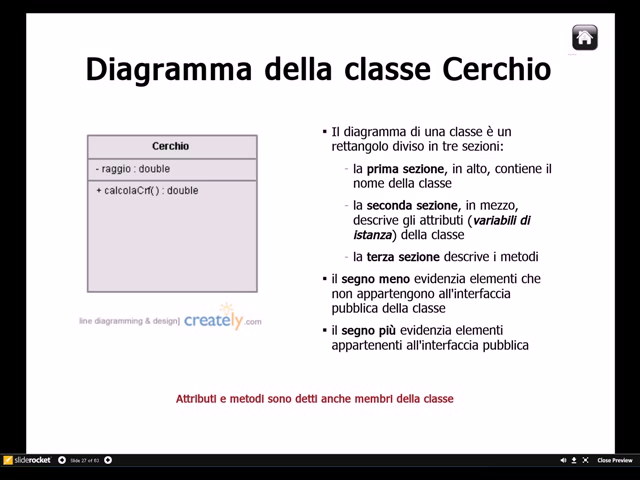 Diagramma della classe Cerchio
Cerchio
- raggio : double
+ calcolaCrf() : double
line diagramming & design| creately.com
▪ Il diagramma di una classe è un
rettangolo diviso in tre sezioni:
- la prima sezione, in alto, contiene il
nome della classe
- la seconda sezione, in mezzo,
descrive gli attributi (variabili di
istanza) della classe
- la terza sezione descrive i metodi
▪ il segno meno evidenzia elementi che
non appartengono all'interfaccia
pubblica della classe
▪ il segno più evidenzia elementi
appartenenti all'interfaccia pubblica
Attributi e metodi sono detti anche membri della classe
sliderocket Slide 27 of 61 Close Preview